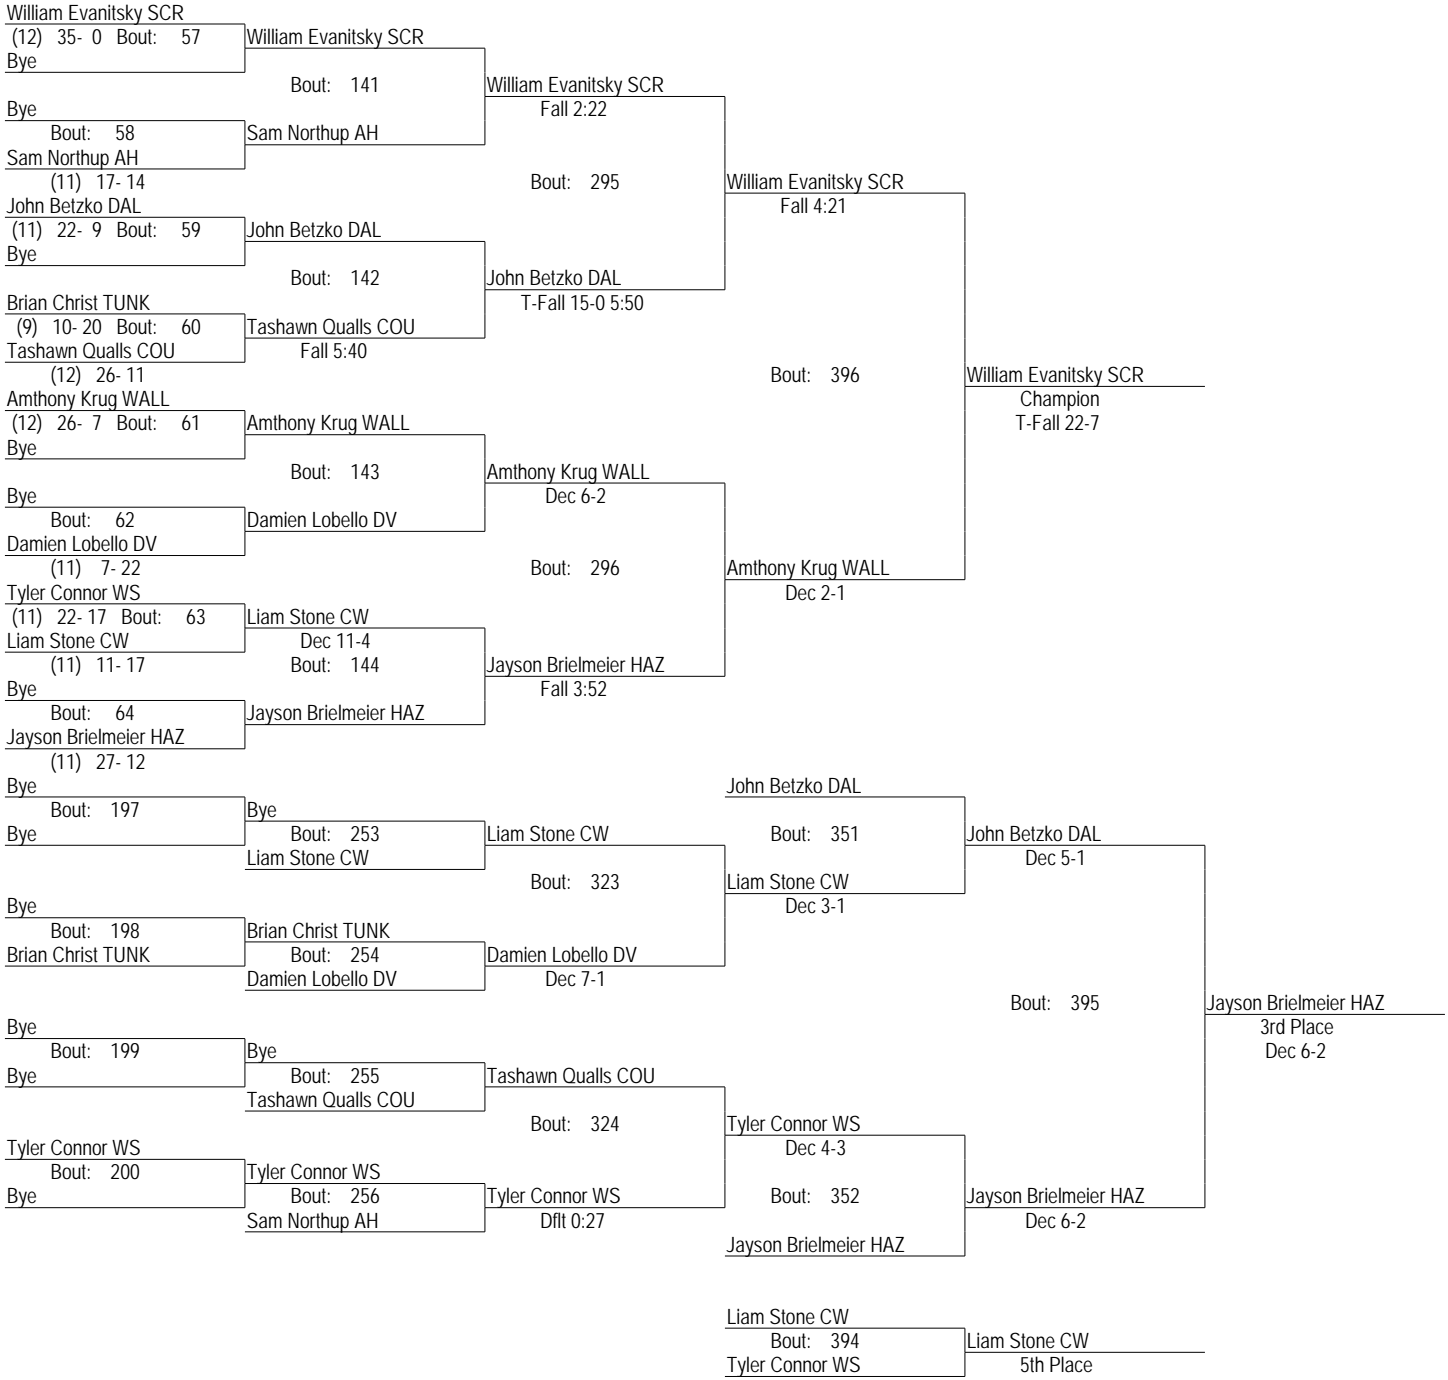 William Evanitsky SCR
(12) 35- 0 Bout: 57
William Evanitsky SCR
Bye
Bout: 141
William Evanitsky SCR
Fall 2:22
Bye
Bout: 58
Sam Northup AH
Sam Northup AH
(11) 17- 14
Bout: 295
William Evanitsky SCR
Fall 4:21
John Betzko DAL
(11) 22- 9 Bout: 59
John Betzko DAL
Bye
Bout: 142
John Betzko DAL
T-Fall 15-0 5:50
Brian Christ TUNK
(9) 10- 20 Bout: 60
Tashawn Qualls COU
Tashawn Qualls COU
Fall 5:40
(12) 26- 11
Bout: 396
William Evanitsky SCR
Champion
T-Fall 22-7
Amthony Krug WALL
(12) 26- 7 Bout: 61
Amthony Krug WALL
Bye
Bout: 143
Amthony Krug WALL
Dec 6-2
Bye
Bout: 62
Damien Lobello DV
Damien Lobello DV
(11) 7- 22
Bout: 296
Amthony Krug WALL
Dec 2-1
Tyler Connor WS
(11) 22- 17 Bout: 63
Liam Stone CW
Liam Stone CW
Dec 11-4
(11) 11- 17
Bout: 144
Jayson Brielmeier HAZ
Fall 3:52
Bye
Bout: 64
Jayson Brielmeier HAZ
Jayson Brielmeier HAZ
(11) 27- 12
Bye
Bout: 197
Bye
Bye
Bout: 253
Liam Stone CW
Liam Stone CW
John Betzko DAL
Bout: 351
John Betzko DAL
Dec 5-1
Bout: 323
Liam Stone CW
Dec 3-1
Bye
Bout: 198
Brian Christ TUNK
Brian Christ TUNK
Bout: 254
Damien Lobello DV
Damien Lobello DV
Dec 7-1
Bout: 395
Jayson Brielmeier HAZ
3rd Place
Dec 6-2
Bye
Bout: 199
Bye
Bye
Bout: 255
Tashawn Qualls COU
Tashawn Qualls COU
Bout: 324
Tyler Connor WS
Dec 4-3
Tyler Connor WS
Bout: 200
Tyler Connor WS
Bye
Bout: 256
Tyler Connor WS
Sam Northup AH
Dflt 0:27
Bout: 352
Jayson Brielmeier HAZ
Dec 6-2
Jayson Brielmeier HAZ
Liam Stone CW
Bout: 394
Liam Stone CW
Tyler Connor WS
5th Place